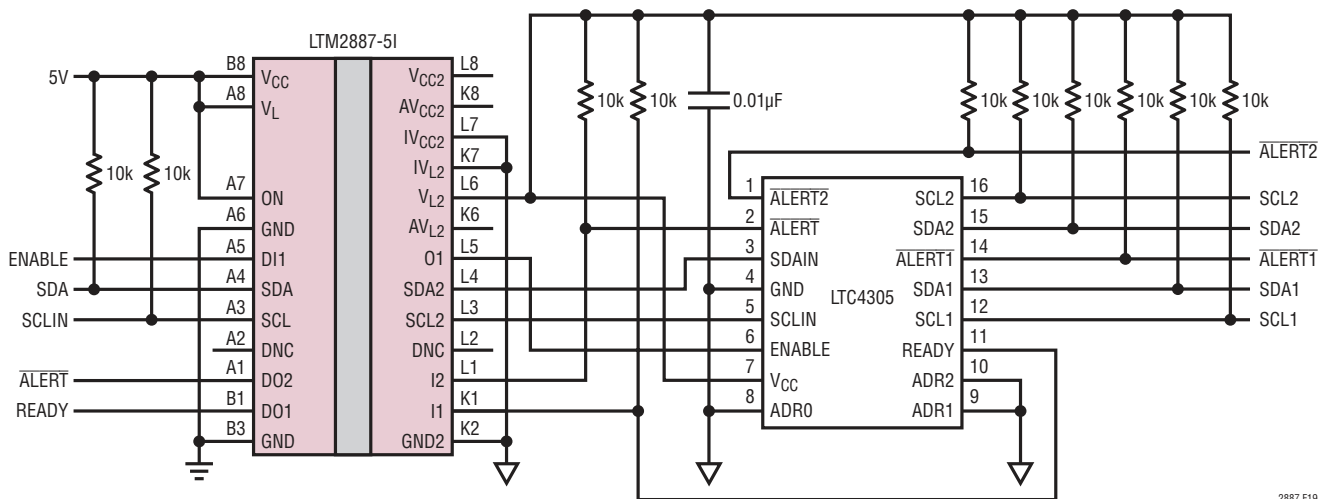 LTM2887-5I
5V
10k
10k
ENABLE
SDA
SCLIN
ALERT
READY
B8
A8
A7
A6
A5
A4
A3
A2
A1
B1
B3
VCC
VL
ON
GND
DI1
SDA
SCL
DNC
DO2
DO1
GND
VCC2
AVCC2
IVCC2
IVL2
VL2
AVL2
O1
SDA2
SCL2
DNC
I2
I1
GND2
L8
K8
L7
K7
L6
K6
L5
L4
L3
L2
L1
K1
K2
10k
10k
0.01µF
10k
10k
10k
10k
10k
10k
LTC4305
1
2
3
4
5
6
7
8
ALERT2
ALERT
SDAIN
GND
SCLIN
ENABLE
VCC
ADR0
SCL2
SDA2
ALERT1
SDA1
SCL1
READY
ADR2
ADR1
16
15
14
13
12
11
10
9
ALERT2
SCL2
SDA2
ALERT1
SDA1
SCL1
2887 F19